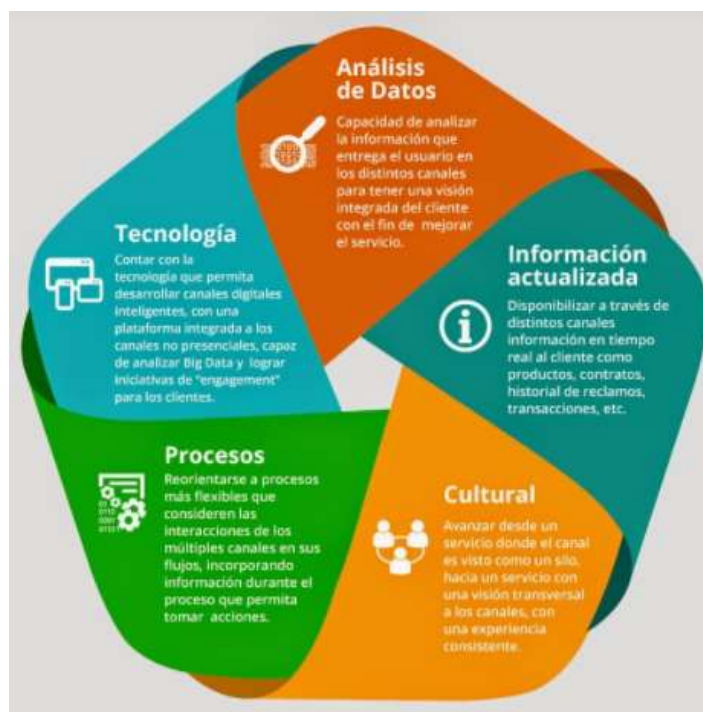 Análisis
de Datos
Capacidad de analizar
la información que
entrega el usuario en
los distintos canales
para tener una visión
integrada del cliente
con el fin de mejorar
el servicio.
Tecnología
Contar con la
tecnología que permita
desarrollar canales digitales
inteligentes, con una
plataforma integrada a los
canales no presenciales, capaz
de analizar Big Data y lograr
iniciativas de "engagement"
para los clientes.
Información
actualizada
Disponibilizar a través de
distintos canales
información en tiempo
real al cliente como
productos, contratos,
historial de reclamos,
transacciones, etc.
Procesos
Reorientarse a procesos
más flexibles que
consideren las
interacciones de los
múltiples canales en sus
flujos, incorporando
información durante el
proceso que permita
tomar acciones.
Cultural
Avanzar desde un
servicio donde el canal
es visto como un silo,
hacia un servicio con
una visión transversal
a los canales, con
una experiencia
consistente.